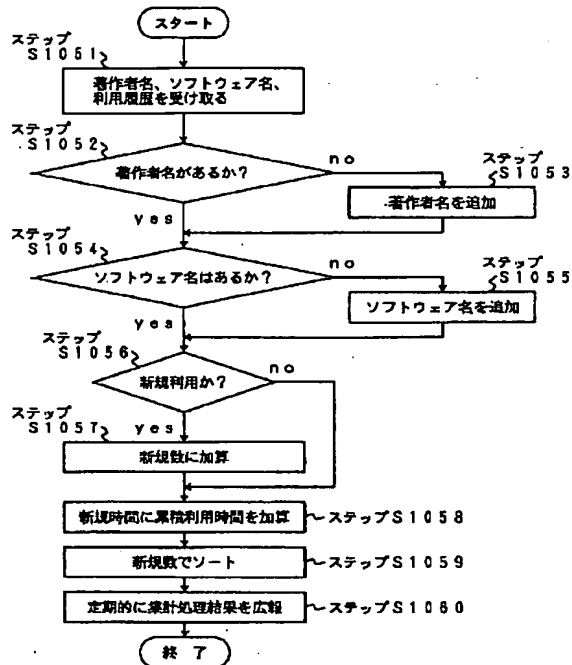 スタート
ステップ
S1051
著作者名、ソフトウェア名、
利用履歴を受け取る
ステップ
S1052
著作者名があるか?
no
ステップ
S1053
著作者名を追加
yes
ステップ
S1054
ソフトウェア名はあるか?
no
ステップ
S1055
ソフトウェア名を追加
yes
ステップ
S1056
新規利用か?
no
ステップ
S1057
yes
新規数に加算
新規時間に累積利用時間を加算
ステップS1058
新規数でソート
ステップS1059
定期的に集計処理結果を広報
ステップS1060
終了